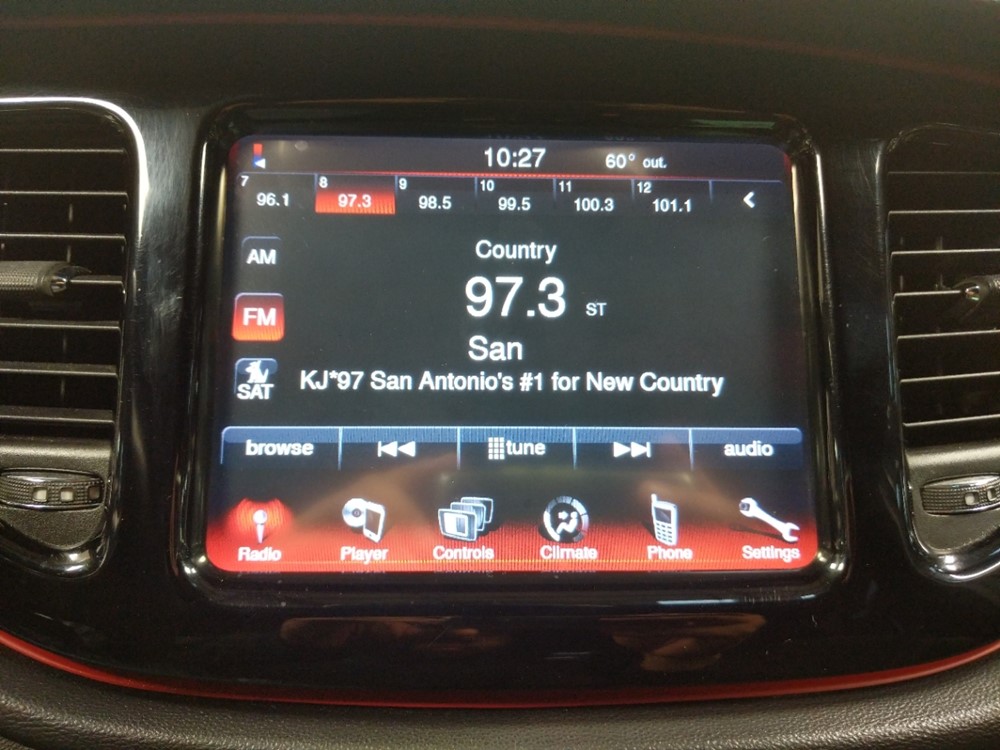 10:27 60° out.
7 96.1 8 97.3 9 98.5 10 99.5 11 100.3 12 101.1
AM
Country
FM
97.3 ST
San
SAT
KJ*97 San Antonio's #1 for New Country
browse tune audio
Radio Player Controls Climate Phone Settings